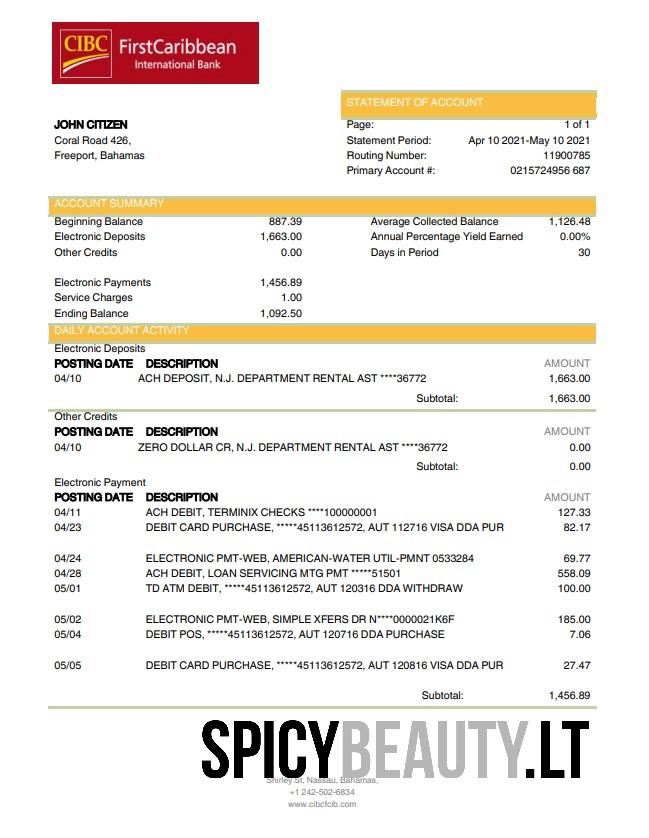 CIBC FirstCaribbean
International Bank
STATEMENT OF ACCOUNT
JOHN CITIZEN
Coral Road 426,
Freeport, Bahamas
Page: 1 of 1
Statement Period: Apr 10 2021-May 10 2021
Routing Number: 11900785
Primary Account #: 0215724956 687
ACCOUNT SUMMARY
Beginning Balance 887.39 Average Collected Balance 1,126.48
Electronic Deposits 1,663.00 Annual Percentage Yield Earned 0.00%
Other Credits 0.00 Days in Period 30
Electronic Payments 1,456.89
Service Charges 1.00
Ending Balance 1,092.50
DAILY ACCOUNT ACTIVITY
Electronic Deposits
POSTING DATE DESCRIPTION AMOUNT
04/10 ACH DEPOSIT, N.J. DEPARTMENT RENTAL AST ****36772 1,663.00
Subtotal: 1,663.00
Other Credits
POSTING DATE DESCRIPTION AMOUNT
04/10 ZERO DOLLAR CR, N.J. DEPARTMENT RENTAL AST ****36772 0.00
Subtotal: 0.00
Electronic Payment
POSTING DATE DESCRIPTION AMOUNT
04/11 ACH DEBIT, TERMINIX CHECKS ****100000001 127.33
04/23 DEBIT CARD PURCHASE, *****45113612572, AUT 112716 VISA DDA PUR 82.17
04/24 ELECTRONIC PMT-WEB, AMERICAN-WATER UTIL-PMNT 0533284 69.77
04/28 ACH DEBIT, LOAN SERVICING MTG PMT *****51501 558.09
05/01 TD ATM DEBIT, *****45113612572, AUT 120316 DDA WITHDRAW 100.00
05/02 ELECTRONIC PMT-WEB, SIMPLE XFERS DR N****0000021K6F 185.00
05/04 DEBIT POS, *****45113612572, AUT 120716 DDA PURCHASE 7.06
05/05 DEBIT CARD PURCHASE, *****45113612572, AUT 120816 VISA DDA PUR 27.47
Subtotal: 1,456.89
SPICYBEAUTY.LT
Shirley St, Nassau, Bahamas,
+1 242-502-6834
www.cibcfcib.com